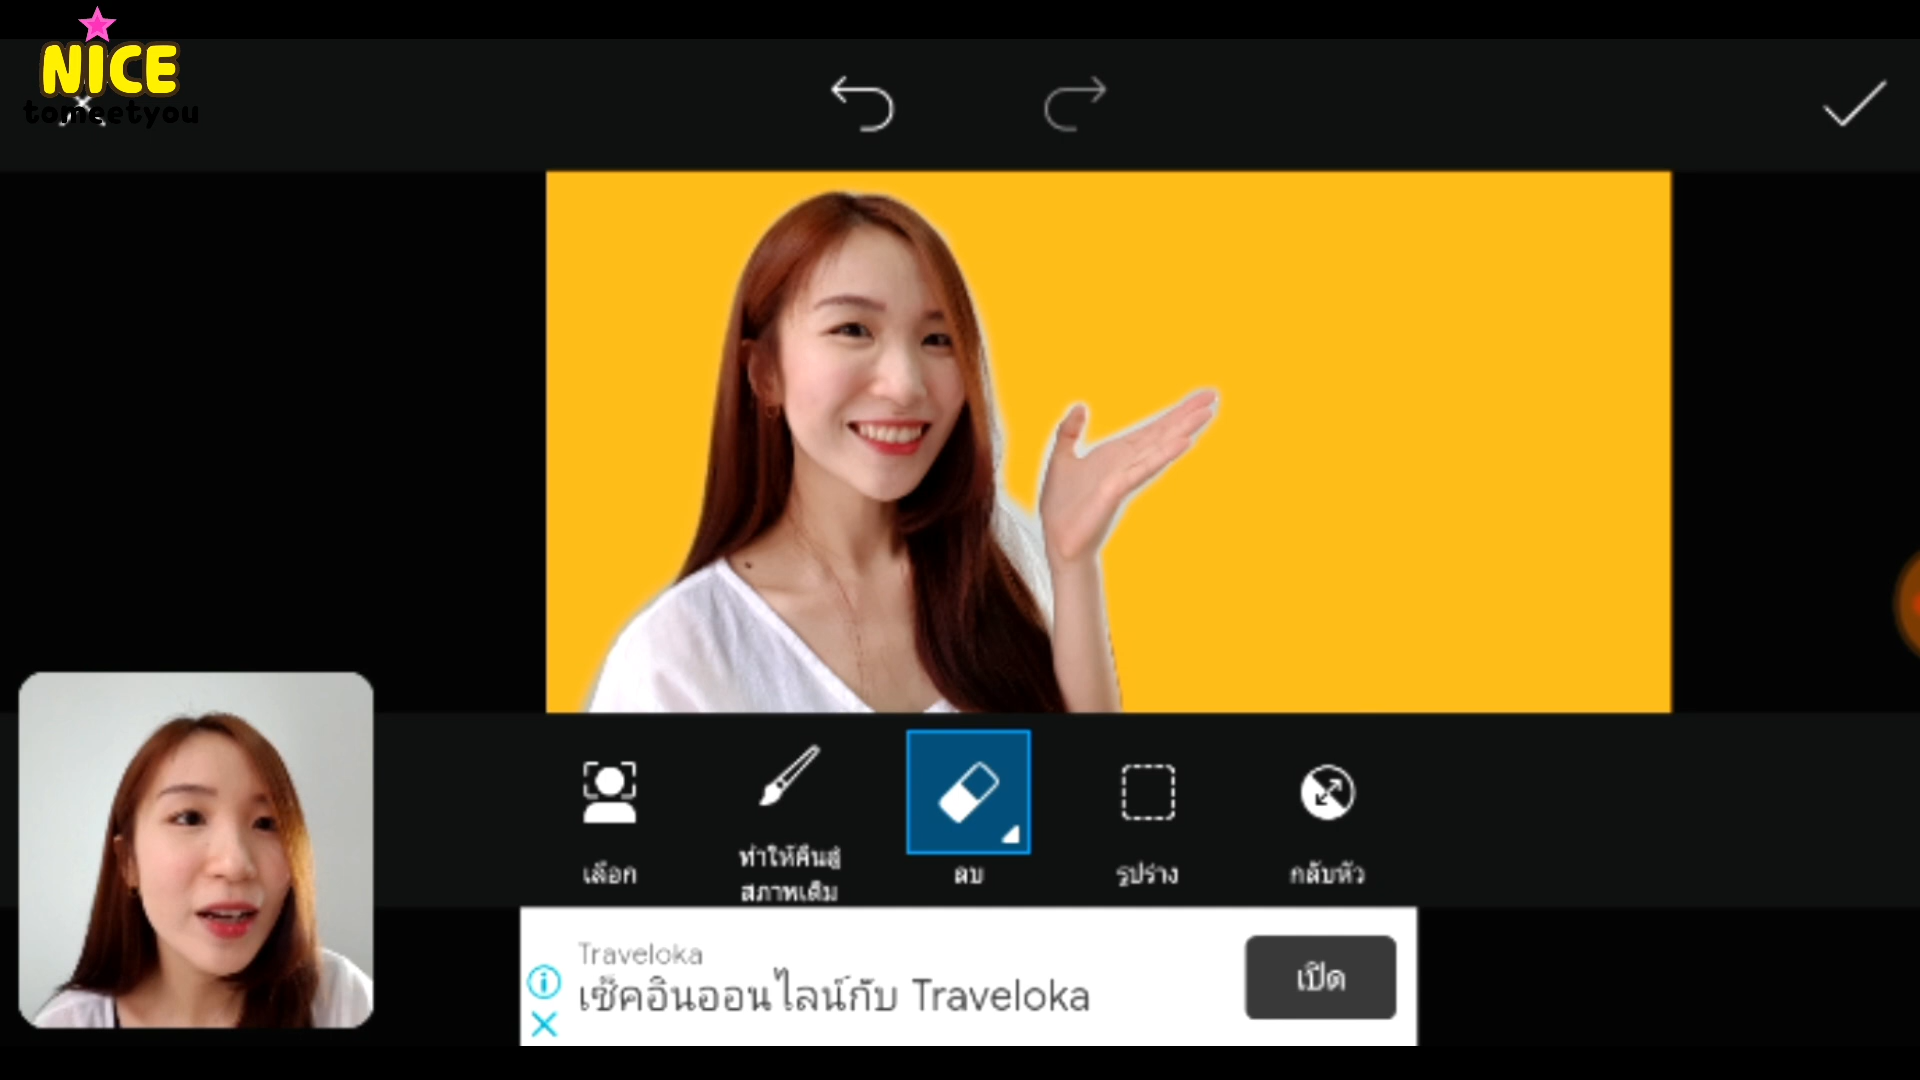 NICE
tomeetyou
เลือก
ทำให้คืนสู่
สภาพเดิม
ลบ
รูปร่าง
กลับหัว
Traveloka
เช็คอินออนไลน์กับ Traveloka
เปิด